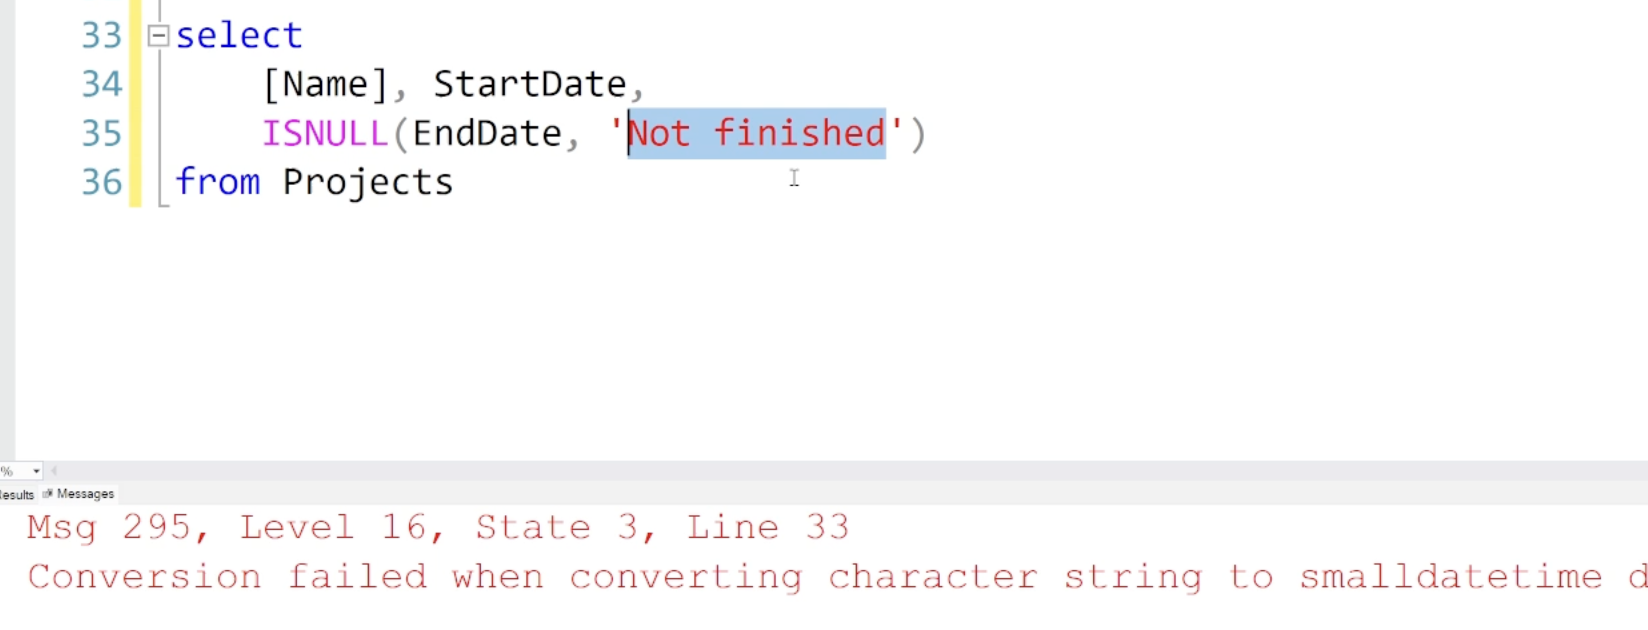 33 select
34 [Name], StartDate,
35 ISNULL(EndDate, 'Not finished')
36 from Projects
%
Messages
Msg 295, Level 16, State 3, Line 33
Conversion failed when converting character string to smalldatetime